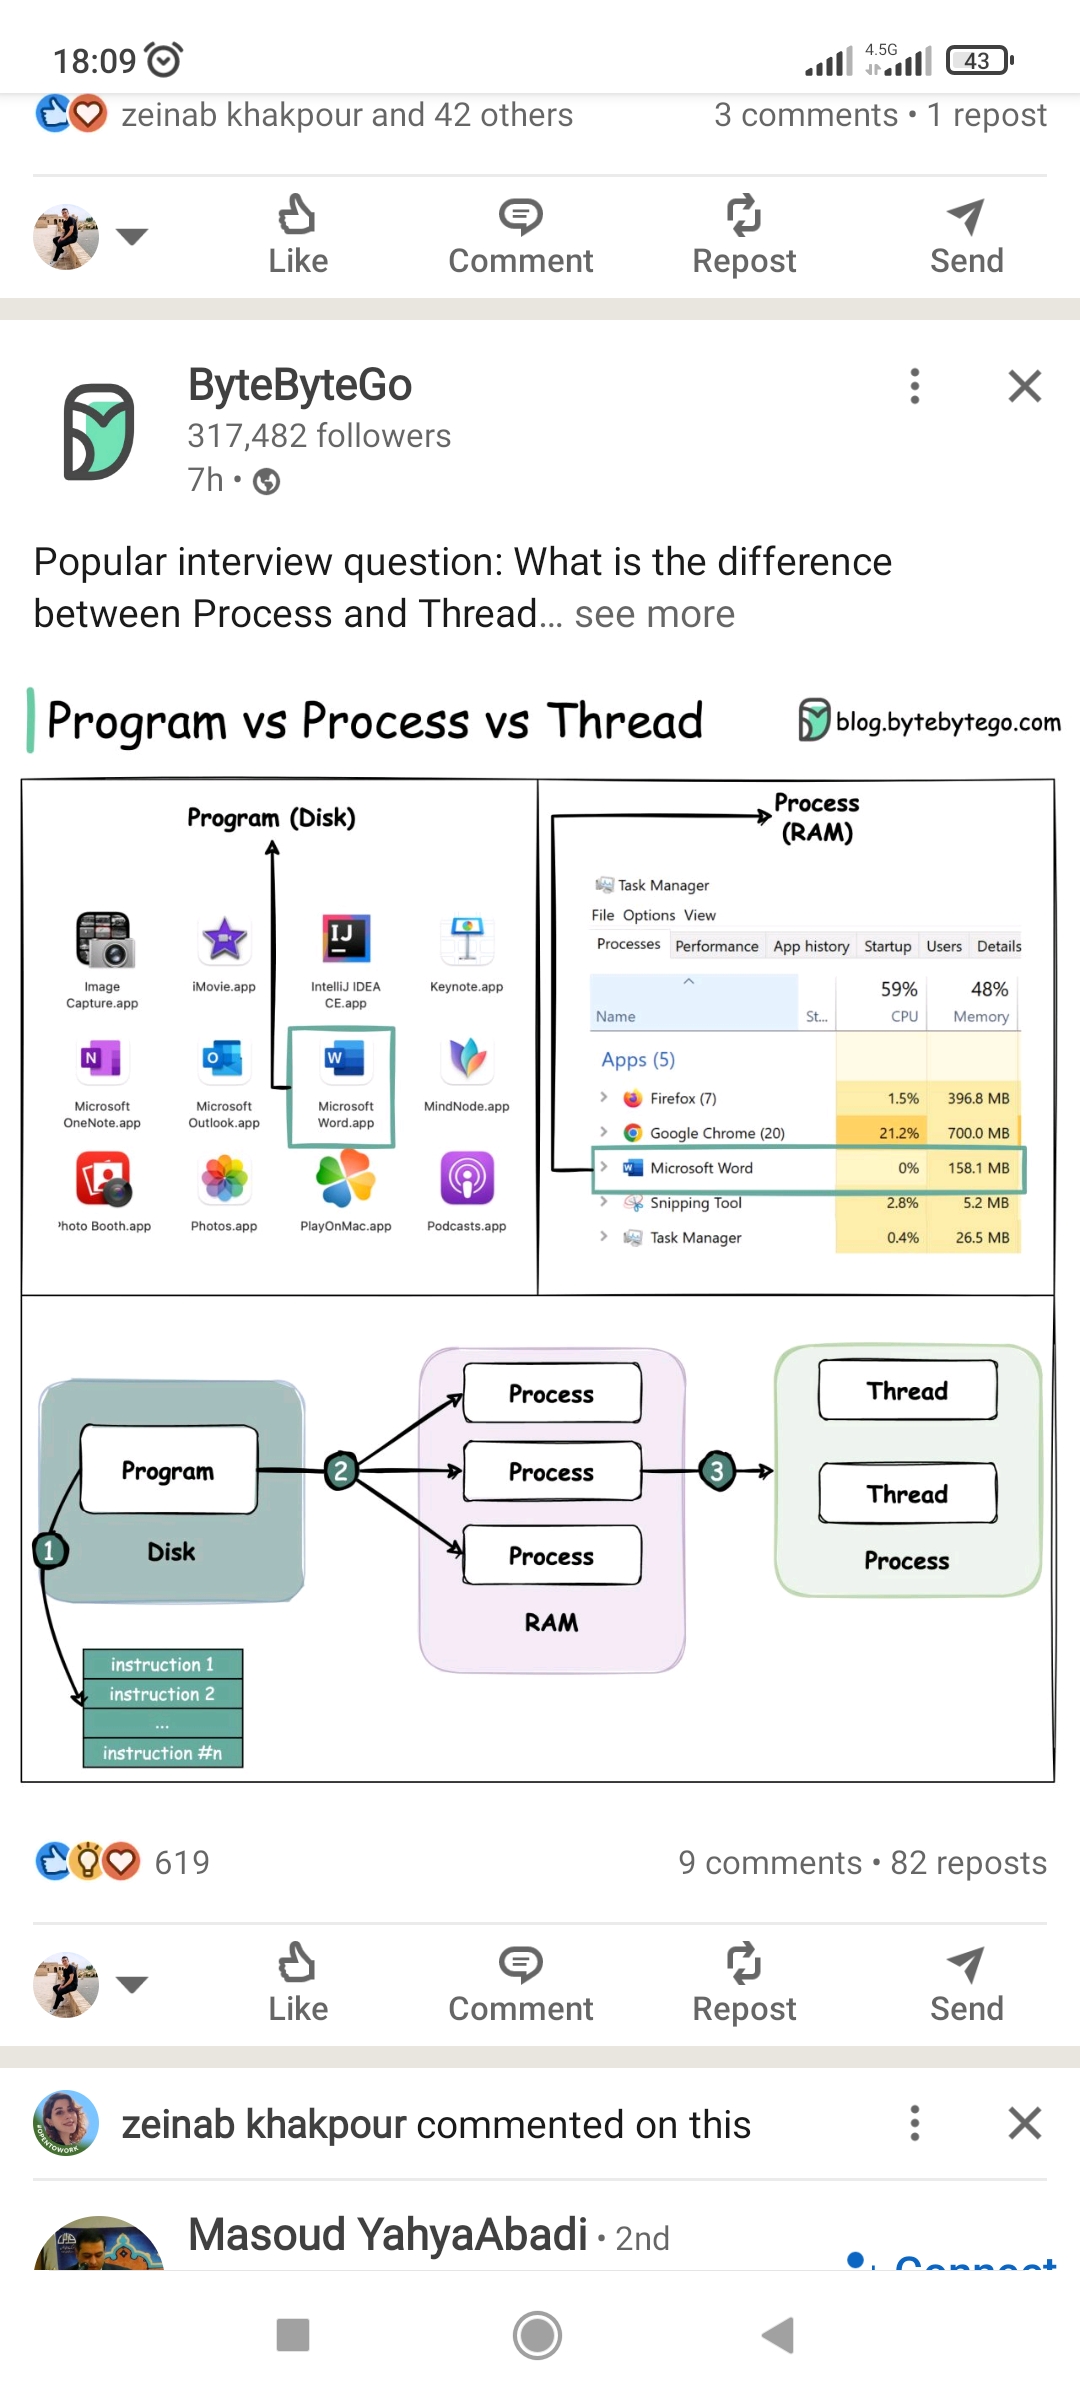 18:09
4.5G
43
zeinab khakpour and 42 others
3 comments • 1 repost
Like
Comment
Repost
Send
ByteByteGo
317,482 followers
7h •
Popular interview question: What is the difference
between Process and Thread... see more
Program vs Process vs Thread
blog.bytebytego.com
Program (Disk)
Image
Capture.app
iMovie.app
IJ
IntelliJ IDEA
CE.app
Keynote.app
N
Microsoft
OneNote.app
O
Microsoft
Outlook.app
W
Microsoft
Word.app
MindNode.app
Photo Booth.app
Photos.app
PlayOnMac.app
Podcasts.app
Process
(RAM)
Task Manager
File Options View
Processes Performance App history Startup Users Details
59% 48%
Name St... CPU Memory
Apps (5)
Firefox (7) 1.5% 396.8 MB
Google Chrome (20) 21.2% 700.0 MB
Microsoft Word 0% 158.1 MB
Snipping Tool 2.8% 5.2 MB
Task Manager 0.4% 26.5 MB
Program
Disk
1
instruction 1
instruction 2
...
instruction #n
2
Process
Process
Process
RAM
3
Thread
Thread
Process
619
9 comments • 82 reposts
Like
Comment
Repost
Send
#OPENTOWORK
zeinab khakpour commented on this
Masoud YahyaAbadi • 2nd
Connect